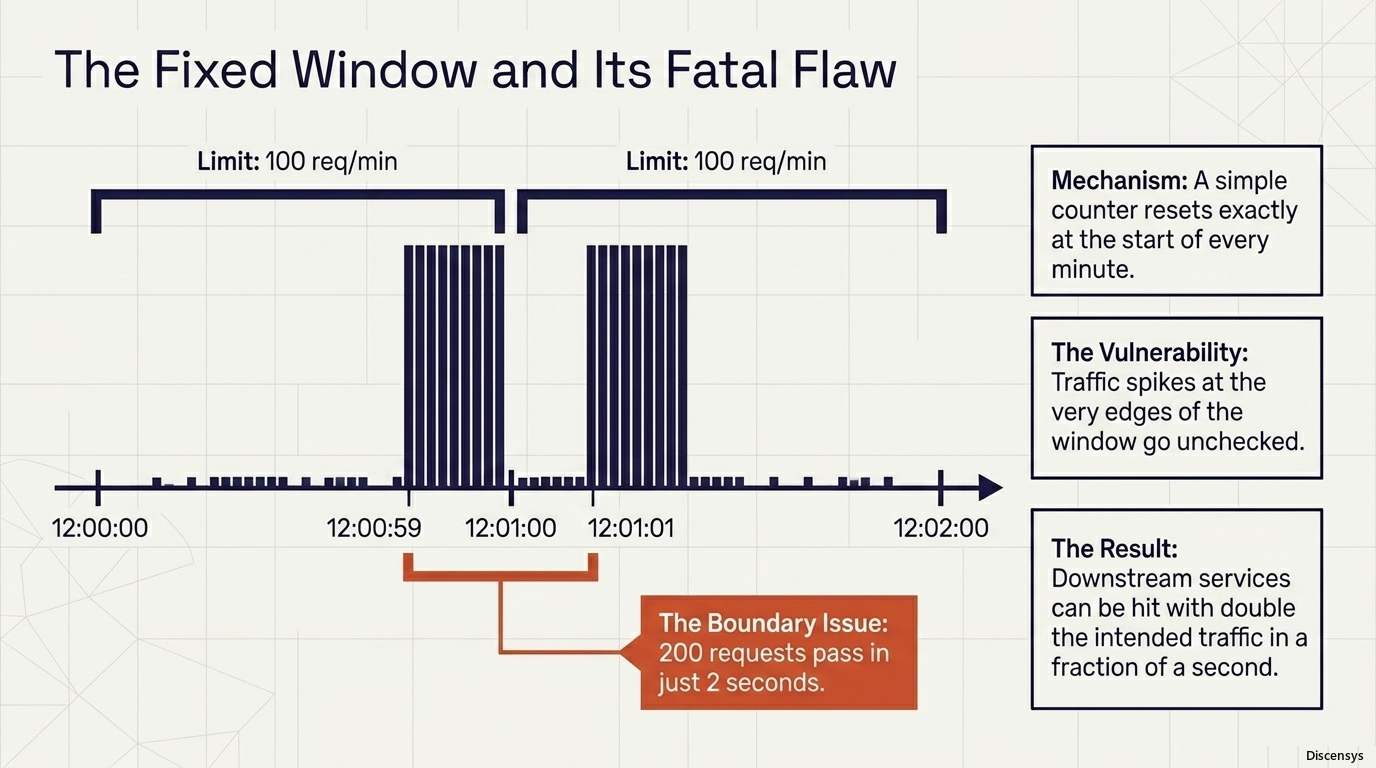 The Fixed Window and Its Fatal Flaw
Limit: 100 req/min
Limit: 100 req/min
12:00:00
12:00:59
12:01:00
12:01:01
12:02:00
The Boundary Issue:
200 requests pass in
just 2 seconds.
Mechanism: A simple
counter resets exactly
at the start of every
minute.
The Vulnerability:
Traffic spikes at the
very edges of the
window go unchecked.
The Result:
Downstream services
can be hit with double
the intended traffic in a
fraction of a second.
Discensys